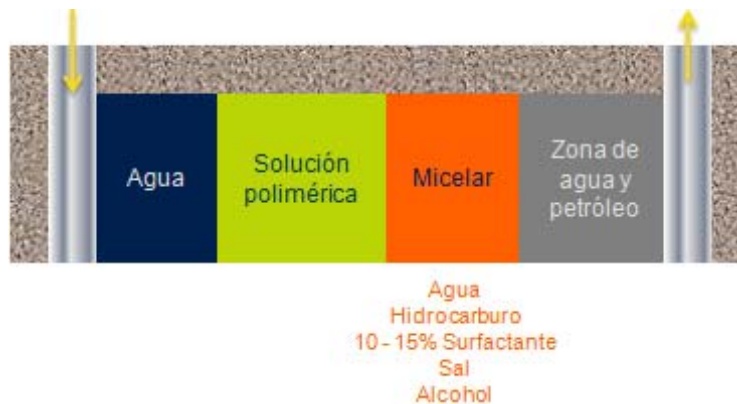 Agua
Solución
polimérica
Micelar
Zona de
agua y
petróleo
Agua
Hidrocarburo
10 - 15% Surfactante
Sal
Alcohol